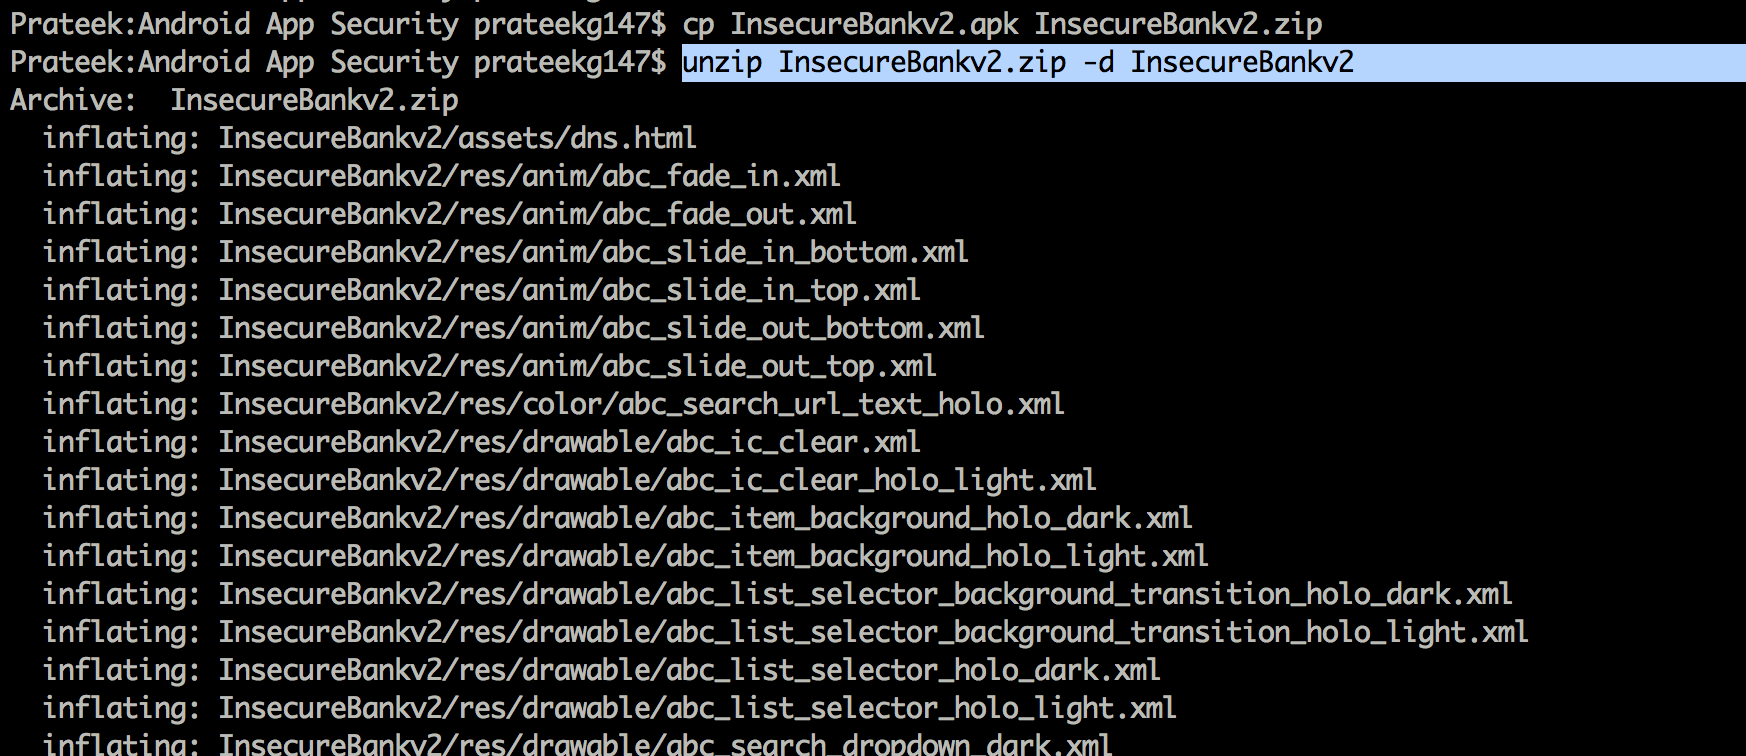 Prateek:Android App Security prateekg147$ cp InsecureBankv2.apk InsecureBankv2.zip
Prateek:Android App Security prateekg147$ unzip InsecureBankv2.zip -d InsecureBankv2
Archive:  InsecureBankv2.zip
  inflating: InsecureBankv2/assets/dns.html
  inflating: InsecureBankv2/res/anim/abc_fade_in.xml
  inflating: InsecureBankv2/res/anim/abc_fade_out.xml
  inflating: InsecureBankv2/res/anim/abc_slide_in_bottom.xml
  inflating: InsecureBankv2/res/anim/abc_slide_in_top.xml
  inflating: InsecureBankv2/res/anim/abc_slide_out_bottom.xml
  inflating: InsecureBankv2/res/anim/abc_slide_out_top.xml
  inflating: InsecureBankv2/res/color/abc_search_url_text_holo.xml
  inflating: InsecureBankv2/res/drawable/abc_ic_clear.xml
  inflating: InsecureBankv2/res/drawable/abc_ic_clear_holo_light.xml
  inflating: InsecureBankv2/res/drawable/abc_item_background_holo_dark.xml
  inflating: InsecureBankv2/res/drawable/abc_item_background_holo_light.xml
  inflating: InsecureBankv2/res/drawable/abc_list_selector_background_transition_holo_dark.xml
  inflating: InsecureBankv2/res/drawable/abc_list_selector_background_transition_holo_light.xml
  inflating: InsecureBankv2/res/drawable/abc_list_selector_holo_dark.xml
  inflating: InsecureBankv2/res/drawable/abc_list_selector_holo_light.xml
  inflating: InsecureBankv2/res/drawable/abc_search_dropdown_dark.xml